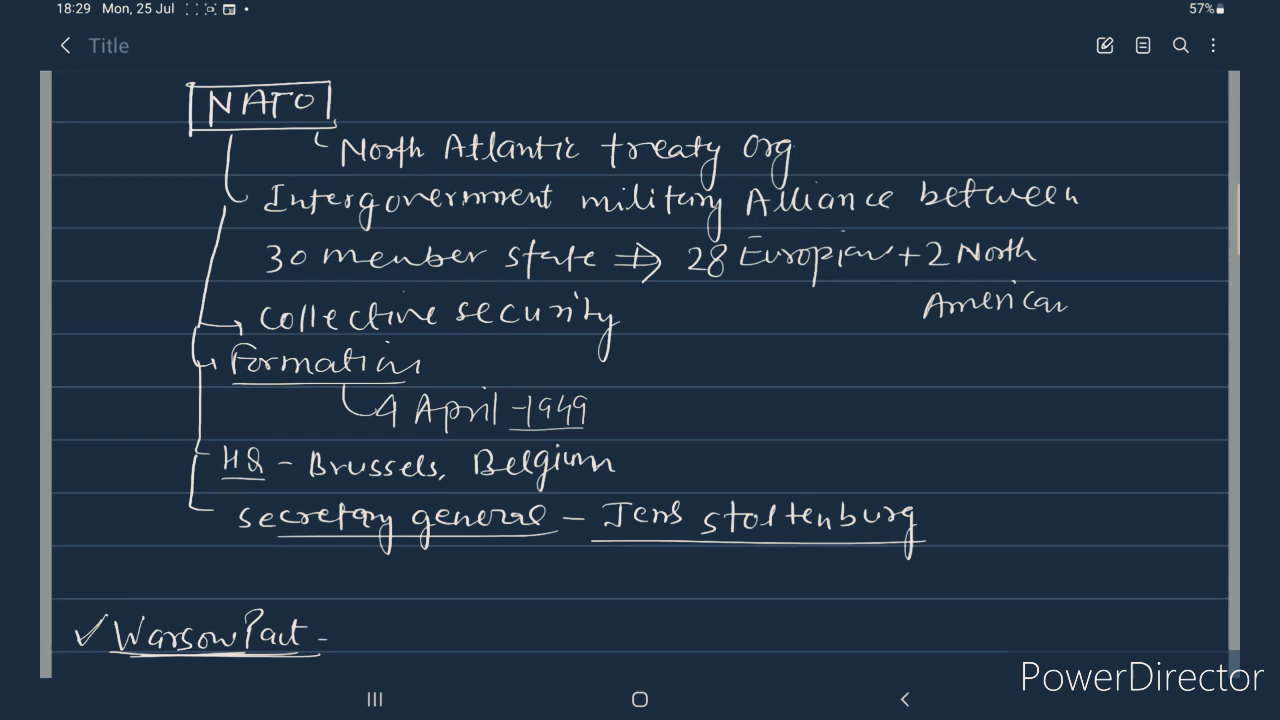 18:29 Mon, 25 Jul
57%
Title
NATO
North Atlantic treaty Org
Intergovernment military Alliance between
30 member state ⇒ 28 Europian + 2 North
American
collective security
Formation
4 April - 1949
HQ - Brussels, Belgium
secretary general - Jens stoltenburg
✓ Warsow Pact -
PowerDirector